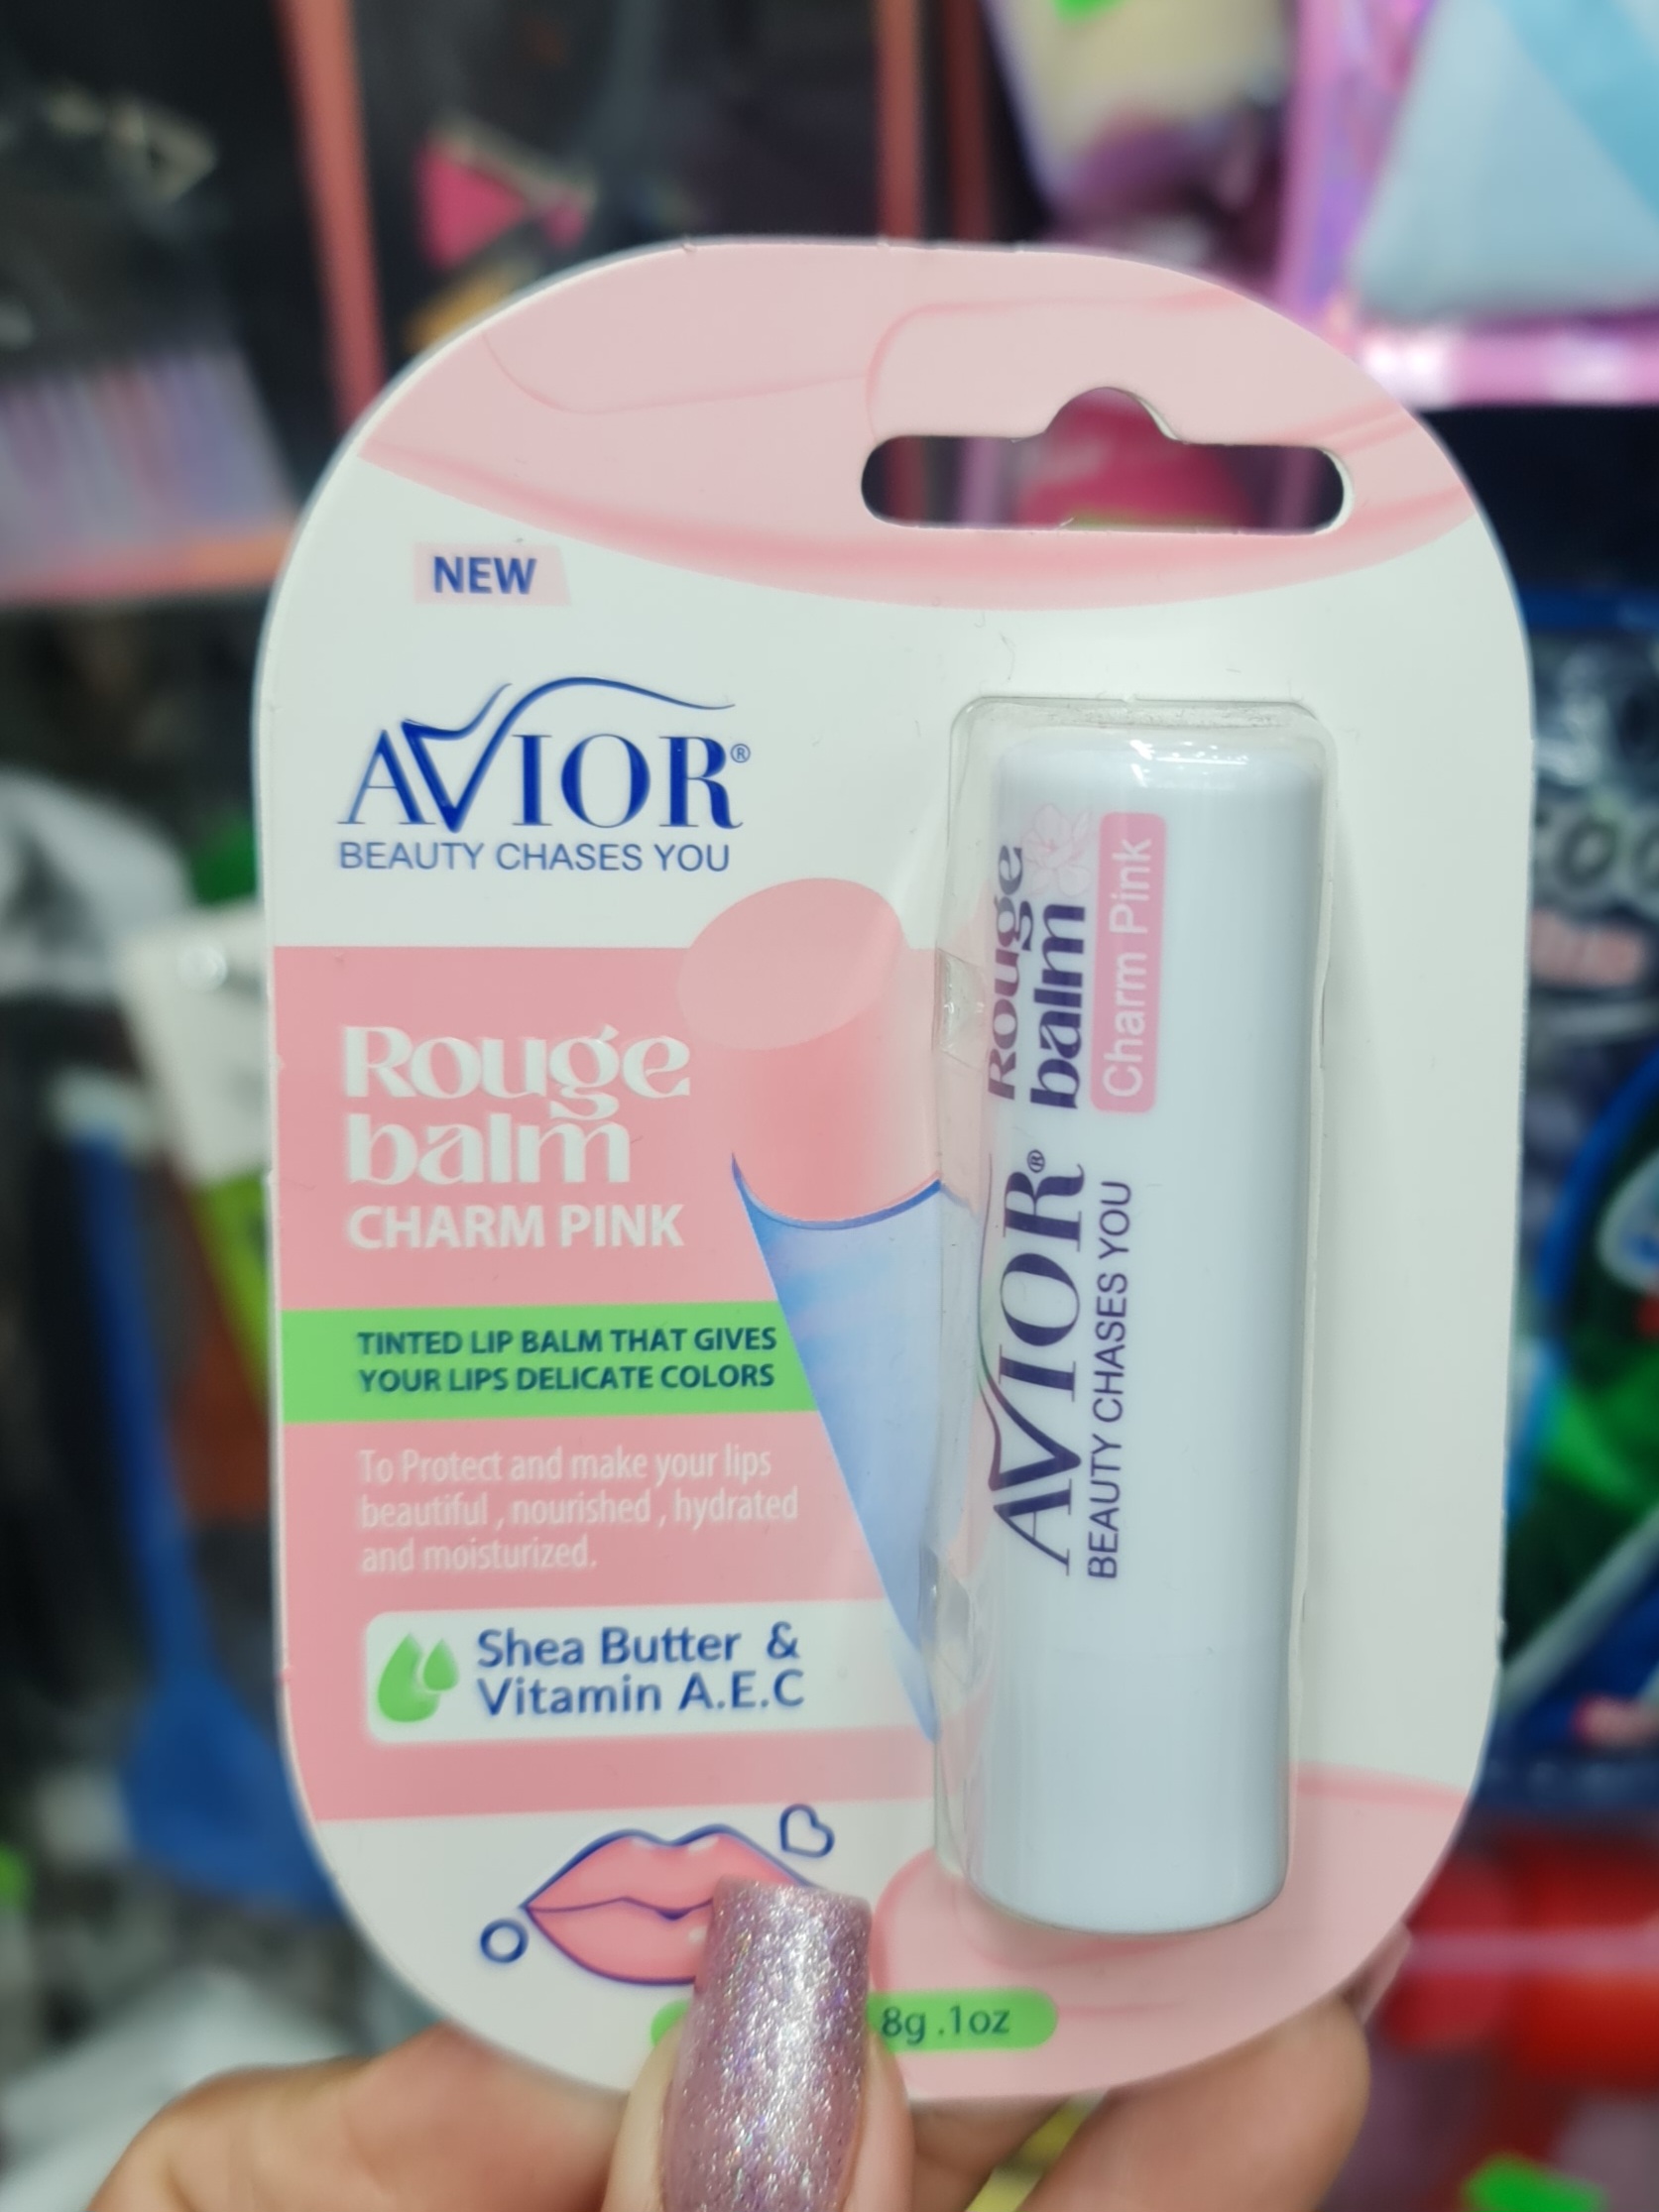 NEW
AVIOR®
BEAUTY CHASES YOU
Rouge
balm
CHARM PINK
TINTED LIP BALM THAT GIVES
YOUR LIPS DELICATE COLORS
To Protect and make your lips
beautiful , nourished , hydrated
and moisturized.
Shea Butter &
Vitamin A.E.C
8g .1oz
Rouge
balm
Charm Pink
AVIOR®
BEAUTY CHASES YOU